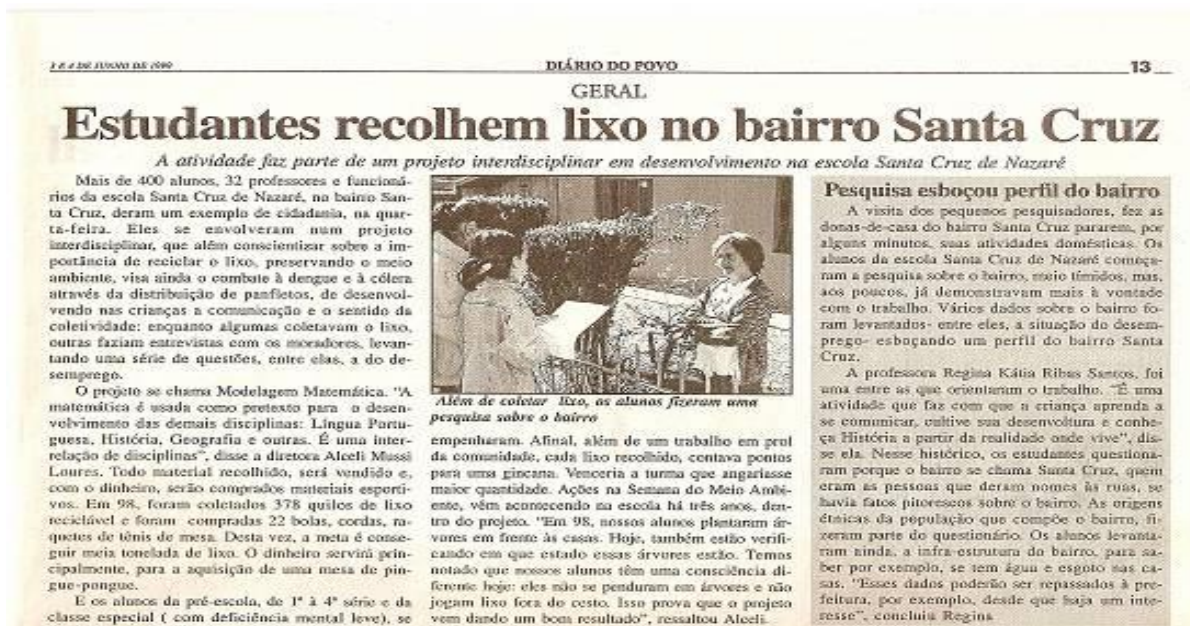 3 E 4 DE JUNHO DE 1999
DIÁRIO DO POVO
13
GERAL
Estudantes recolhem lixo no bairro Santa Cruz
A atividade faz parte de um projeto interdisciplinar em desenvolvimento na escola Santa Cruz de Nazaré
Mais de 400 alunos, 32 professores e funcioná-
rios da escola Santa Cruz de Nazaré, no bairro San-
ta Cruz, deram um exemplo de cidadania, na quar-
ta-feira. Eles se envolveram num projeto
interdisciplinar, que além conscientizar sobre a im-
portância de reciclar o lixo, preservando o meio
ambiente, visa ainda o combate à dengue e à cólera
através da distribuição de panfletos, de desenvol-
vendo nas crianças a comunicação e o sentido da
coletividade: enquanto algumas coletavam o lixo,
outras faziam entrevistas com os moradores, levan-
tando uma série de questões, entre elas, a do de-
semprego.
O projeto se chama Modelagem Matemática. "A
matemática é usada como pretexto para o desen-
volvimento das demais disciplinas: Língua Portu-
guesa, História, Geografia e outras. É uma inter-
relação de disciplinas", disse a diretora Alceli Mussi
Loures. Todo material recolhido, será vendido e,
com o dinheiro, serão comprados materiais esporti-
vos. Em 98, foram coletados 378 quilos de lixo
reciclável e foram compradas 22 bolas, cordas, ra-
quetes de tênis de mesa. Desta vez, a meta é conse-
guir meia tonelada de lixo. O dinheiro servirá prin-
cipalmente, para a aquisição de uma mesa de pin-
gue-pongue.
E os alunos da pré-escola, de 1ª à 4ª série e da
classe especial ( com deficiência mental leve), se
Além de coletar lixo, os alunos fizeram uma
pesquisa sobre o bairro
empenharam. Afinal, além de um trabalho em prol
da comunidade, cada lixo recolhido, contava pontos
para uma gincana. Venceria a turma que angariasse
maior quantidade. Ações na Semana do Meio Ambi-
ente, vêm acontecendo na escola há três anos, den-
tro do projeto. "Em 98, nossos alunos plantaram ár-
vores em frente às casas. Hoje, também estão verifi-
cando em que estado essas árvores estão. Temos
notado que nossos alunos têm uma consciência di-
ferente hoje: eles não se penduram em árvores e não
jogam lixo fora do cesto. Isso prova que o projeto
vem dando um bom resultado", ressaltou Alceli.
Pesquisa esboçou perfil do bairro
A visita dos pequenos pesquisadores, fez as
donas-de-casa do bairro Santa Cruz pararem, por
alguns minutos, suas atividades domésticas. Os
alunos da escola Santa Cruz de Nazaré começa-
ram a pesquisa sobre o bairro, meio tímidos, mas,
aos poucos, já demonstravam mais à vontade
com o trabalho. Vários dados sobre o bairro fo-
ram levantados- entre eles, a situação do desem-
prego- esboçando um perfil do bairro Santa
Cruz.
A professora Regina Kátia Ribas Santos, foi
uma entre as que orientaram o trabalho. "É uma
atividade que faz com que a criança aprenda a
se comunicar, cultive sua desenvoltura e conhe-
ça História a partir da realidade onde vive", dis-
se ela. Nesse histórico, os estudantes questiona-
ram porque o bairro se chama Santa Cruz, quem
eram as pessoas que deram nomes às ruas, se
havia fatos pitorescos sobre o bairro. As origens
étnicas da população que compõe o bairro, fi-
zeram parte do questionário. Os alunos levanta-
ram ainda, a infra-estrutura do bairro, para sa-
ber por exemplo, se tem água e esgoto nas ca-
sas. "Esses dados poderão ser repassados à pre-
feitura, por exemplo, desde que haja um inte-
resse", concluiu Regina